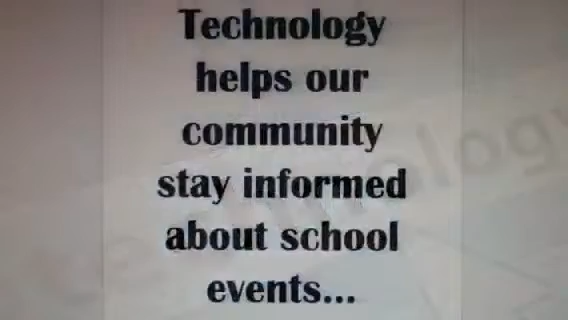 Technology
helps our
community
stay informed
about school
events...